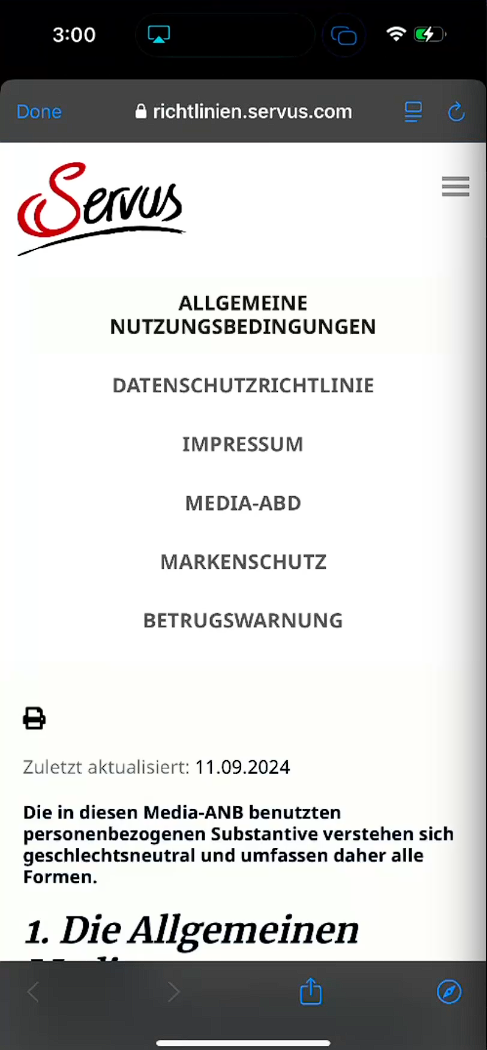 3:00
Done
richtlinien.servus.com
Servus
ALLGEMEINE
NUTZUNGSBEDINGUNGEN
DATENSCHUTZRICHTLINIE
IMPRESSUM
MEDIA-ABD
MARKENSCHUTZ
BETRUGSWARNUNG
Zuletzt aktualisiert: 11.09.2024
Die in diesen Media-ANB benutzten
personenbezogenen Substantive verstehen sich
geschlechtsneutral und umfassen daher alle
Formen.
1. Die Allgemeinen